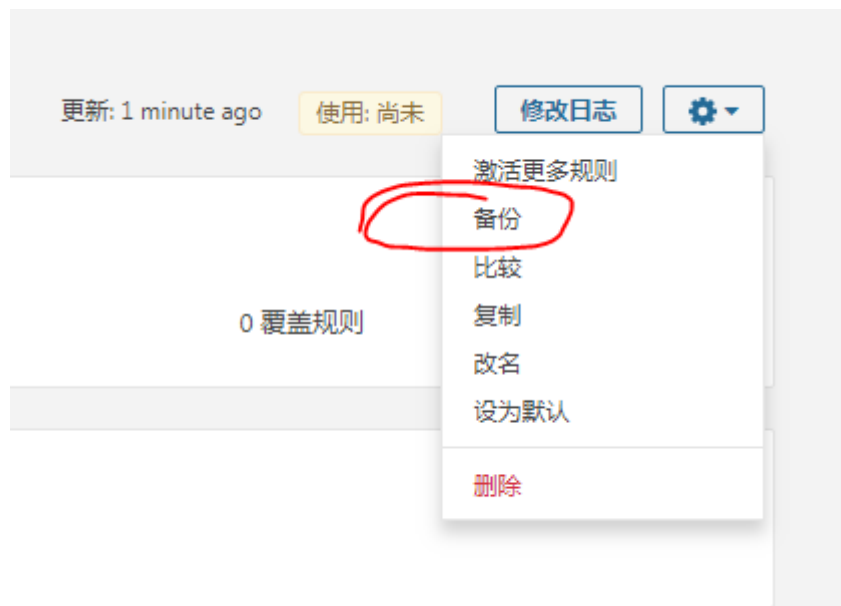 更新: 1 minute ago 使用: 尚未 修改日志
激活更多规则
备份
比较
0 覆盖规则
复制
改名
设为默认
删除